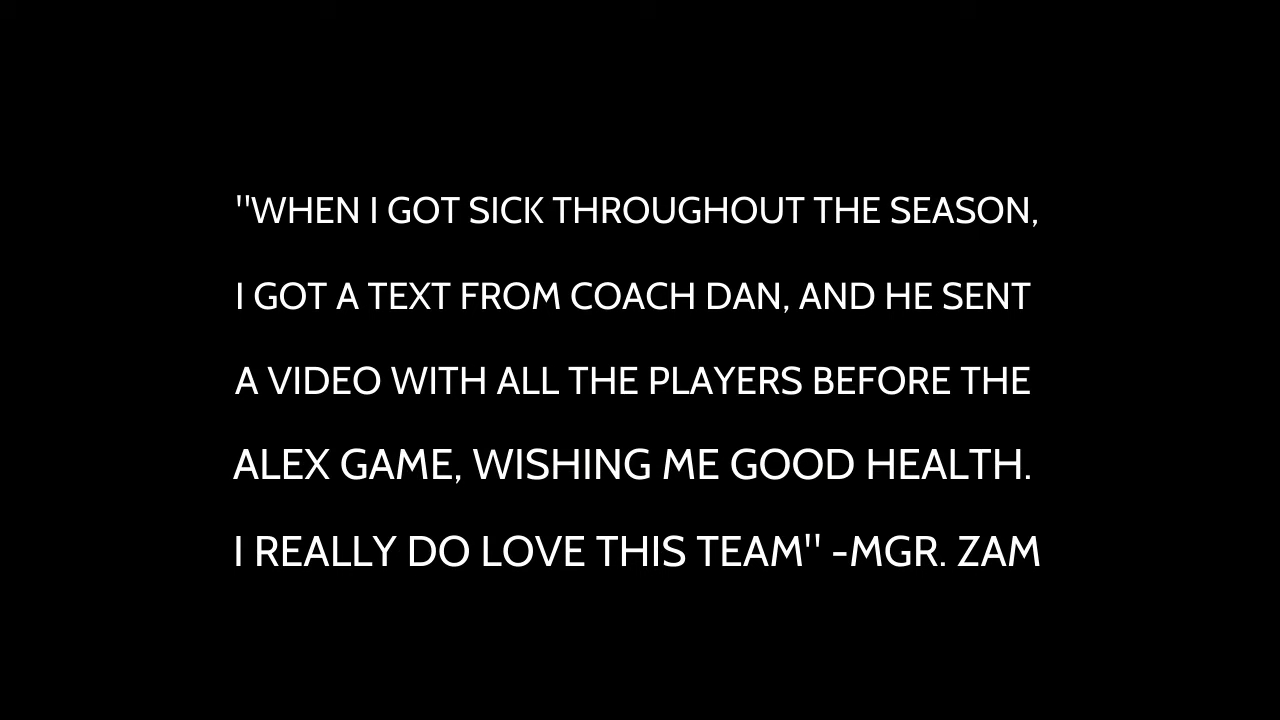 "WHEN I GOT SICK THROUGHOUT THE SEASON,
I GOT A TEXT FROM COACH DAN, AND HE SENT
A VIDEO WITH ALL THE PLAYERS BEFORE THE
ALEX GAME, WISHING ME GOOD HEALTH.
I REALLY DO LOVE THIS TEAM" -MGR. ZAM